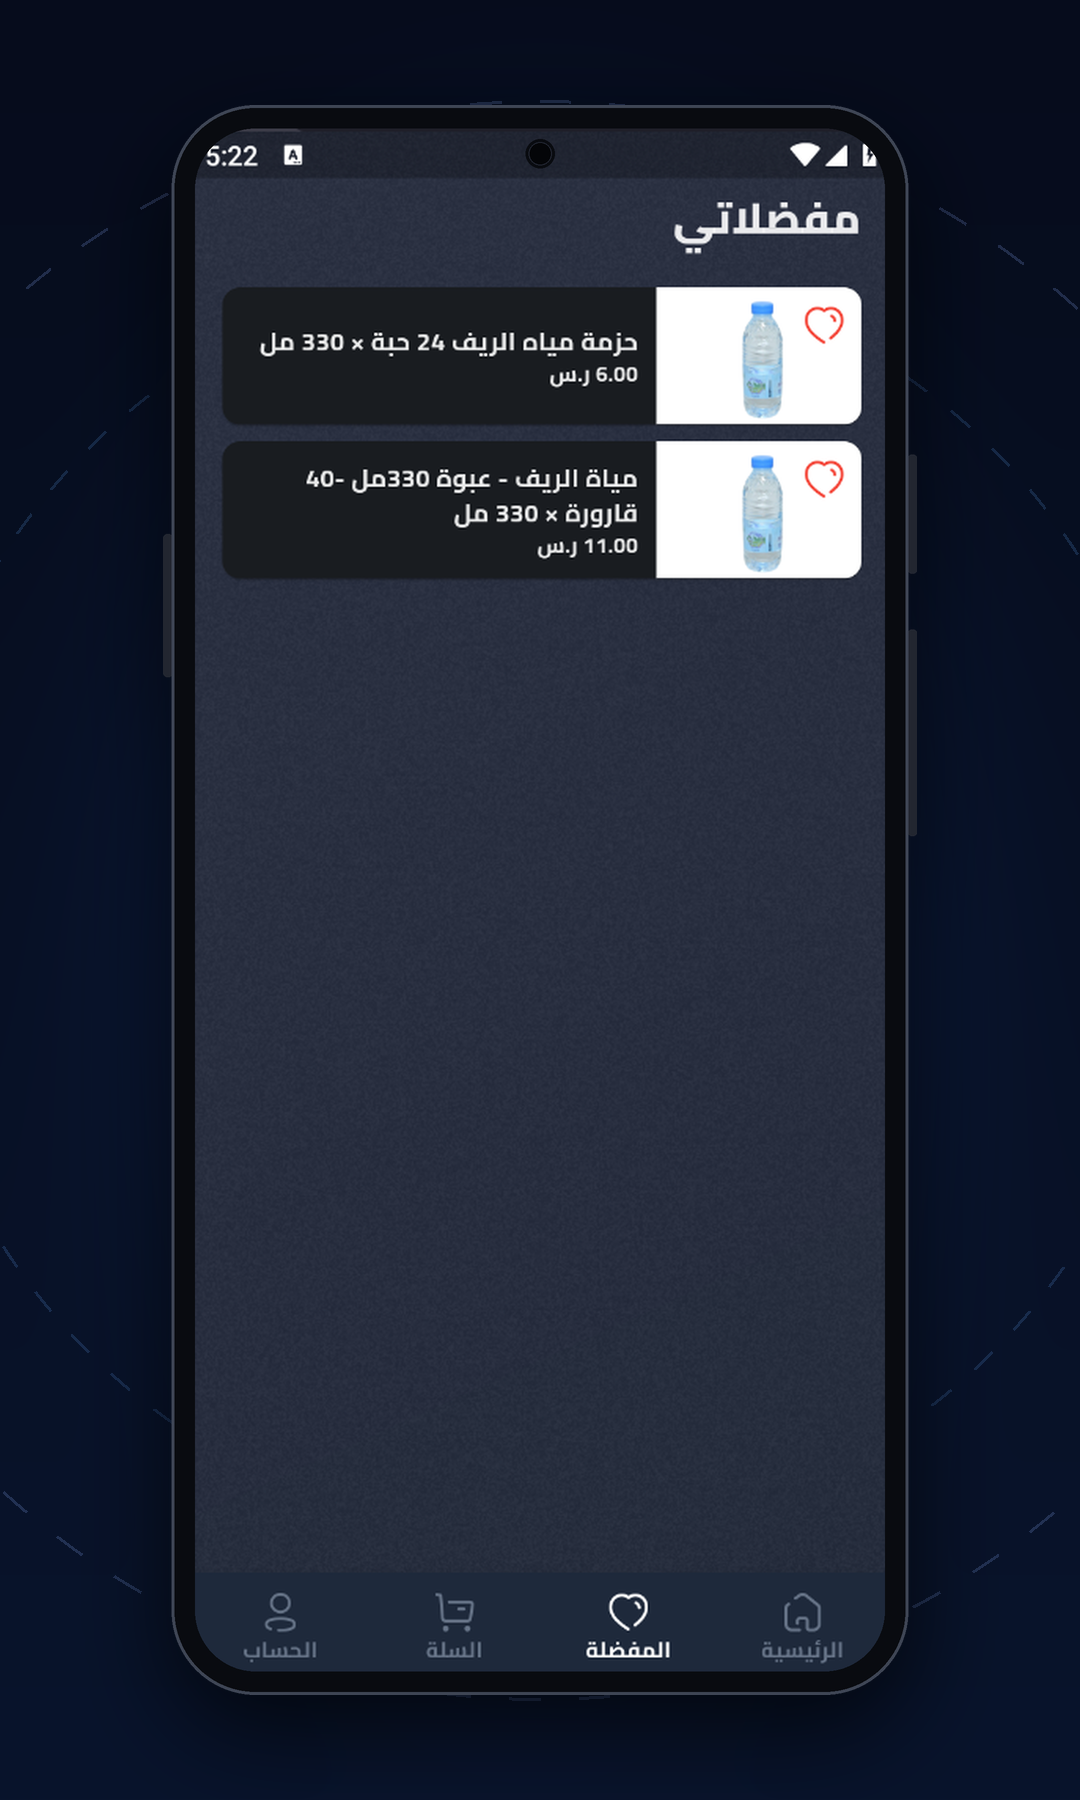 5:22
A
مفضلاتي
حزمة مياه الريف 24 حبة × 330 مل
6.00 ر.س
مياة الريف - عبوة 330مل -40
قارورة × 330 مل
11.00 ر.س
الرئيسية
المفضلة
السلة
الحساب